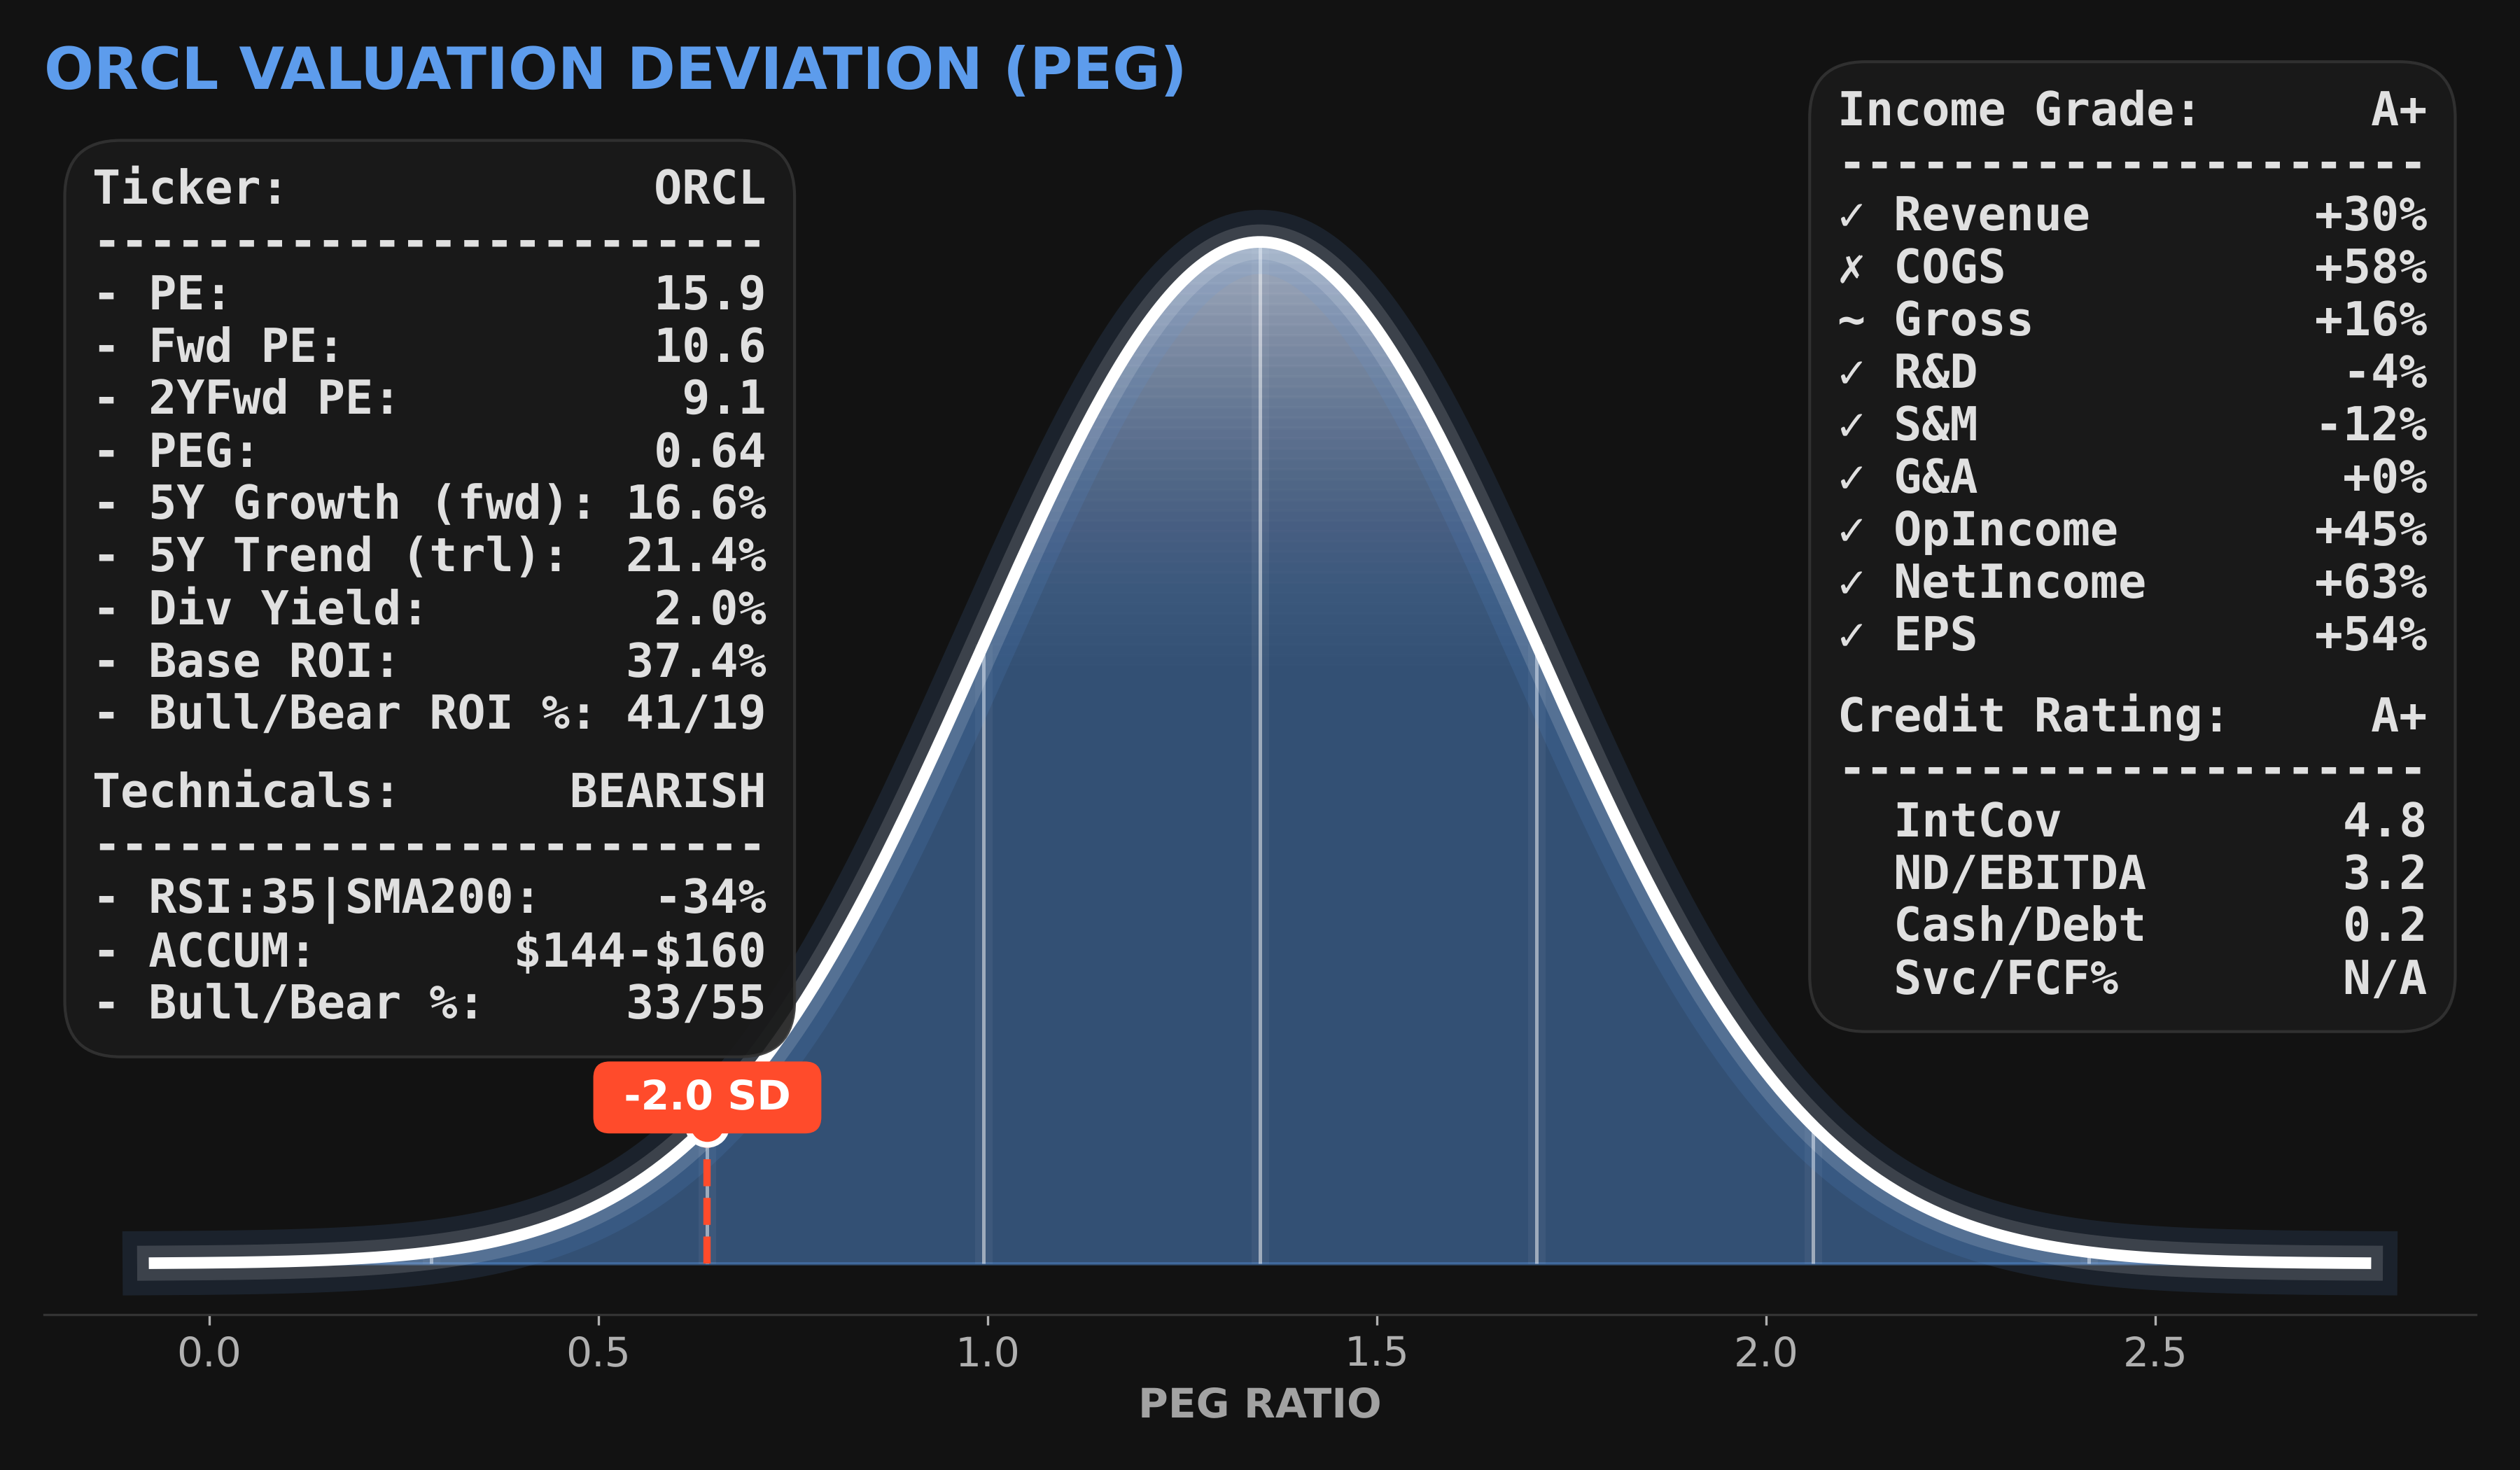 ORCL VALUATION DEVIATION (PEG)
Ticker: ORCL
--------------------------
- PE: 15.9
- Fwd PE: 10.6
- 2YFwd PE: 9.1
- PEG: 0.64
- 5Y Growth (fwd): 16.6%
- 5Y Trend (trl): 21.4%
- Div Yield: 2.0%
- Base ROI: 37.4%
- Bull/Bear ROI %: 41/19
Technicals: BEARISH
------------------------
- RSI:35|SMA200: -34%
- ACCUM: $144-$160
- Bull/Bear %: 33/55
Income Grade: A+
---------------------
✓ Revenue +30%
✗ COGS +58%
~ Gross +16%
✓ R&D -4%
✓ S&M -12%
✓ G&A +0%
✓ OpIncome +45%
✓ NetIncome +63%
✓ EPS +54%
Credit Rating: A+
---------------------
IntCov 4.8
ND/EBITDA 3.2
Cash/Debt 0.2
Svc/FCF% N/A
-2.0 SD
0.0 0.5 1.0 1.5 2.0 2.5
PEG RATIO